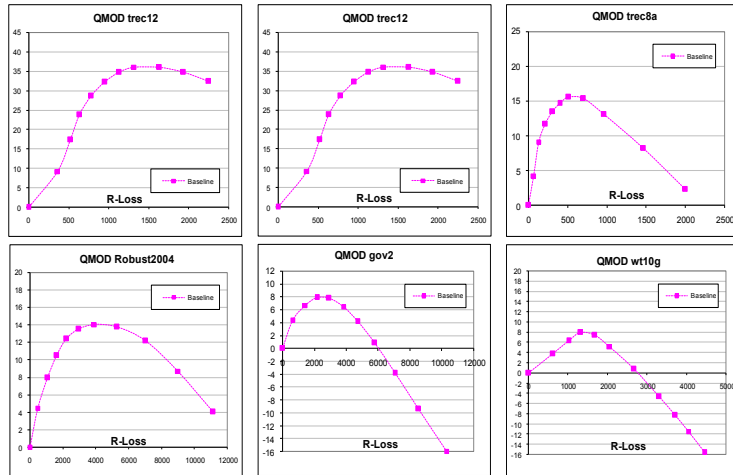 QMOD trec12
45
40
35
30
25
20
15
10
5
0
Baseline
R-Loss
0 500 1000 1500 2000 2500
QMOD trec12
45
40
35
30
25
20
15
10
5
0
Baseline
R-Loss
0 500 1000 1500 2000 2500
QMOD trec8a
25
20
15
10
5
0
Baseline
R-Loss
0 500 1000 1500 2000 2500
QMOD Robust2004
20
18
16
14
12
10
8
6
4
2
0
Baseline
R-Loss
0 2000 4000 6000 8000 10000 12000
QMOD gov2
12
10
8
6
4
2
0
-2
-4
-6
-8
-10
-12
-14
-16
Baseline
0 2000 4000 6000 8000 10000 12000
R-Loss
QMOD wt10g
20
18
16
14
12
10
8
6
4
2
0
-2
-4
-6
-8
-10
-12
-14
-16
Baseline
0 1000 2000 3000 4000 5000
R-Loss